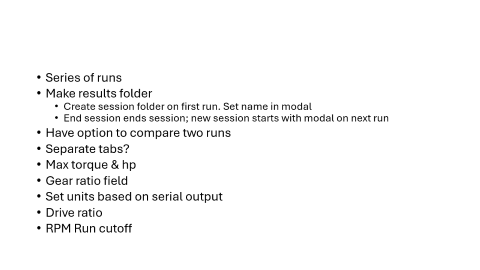 • Series of runs
• Make results folder
• Create session folder on first run. Set name in modal
• End session ends session; new session starts with modal on next run
• Have option to compare two runs
• Separate tabs?
• Max torque & hp
• Gear ratio field
• Set units based on serial output
• Drive ratio
• RPM Run cutoff